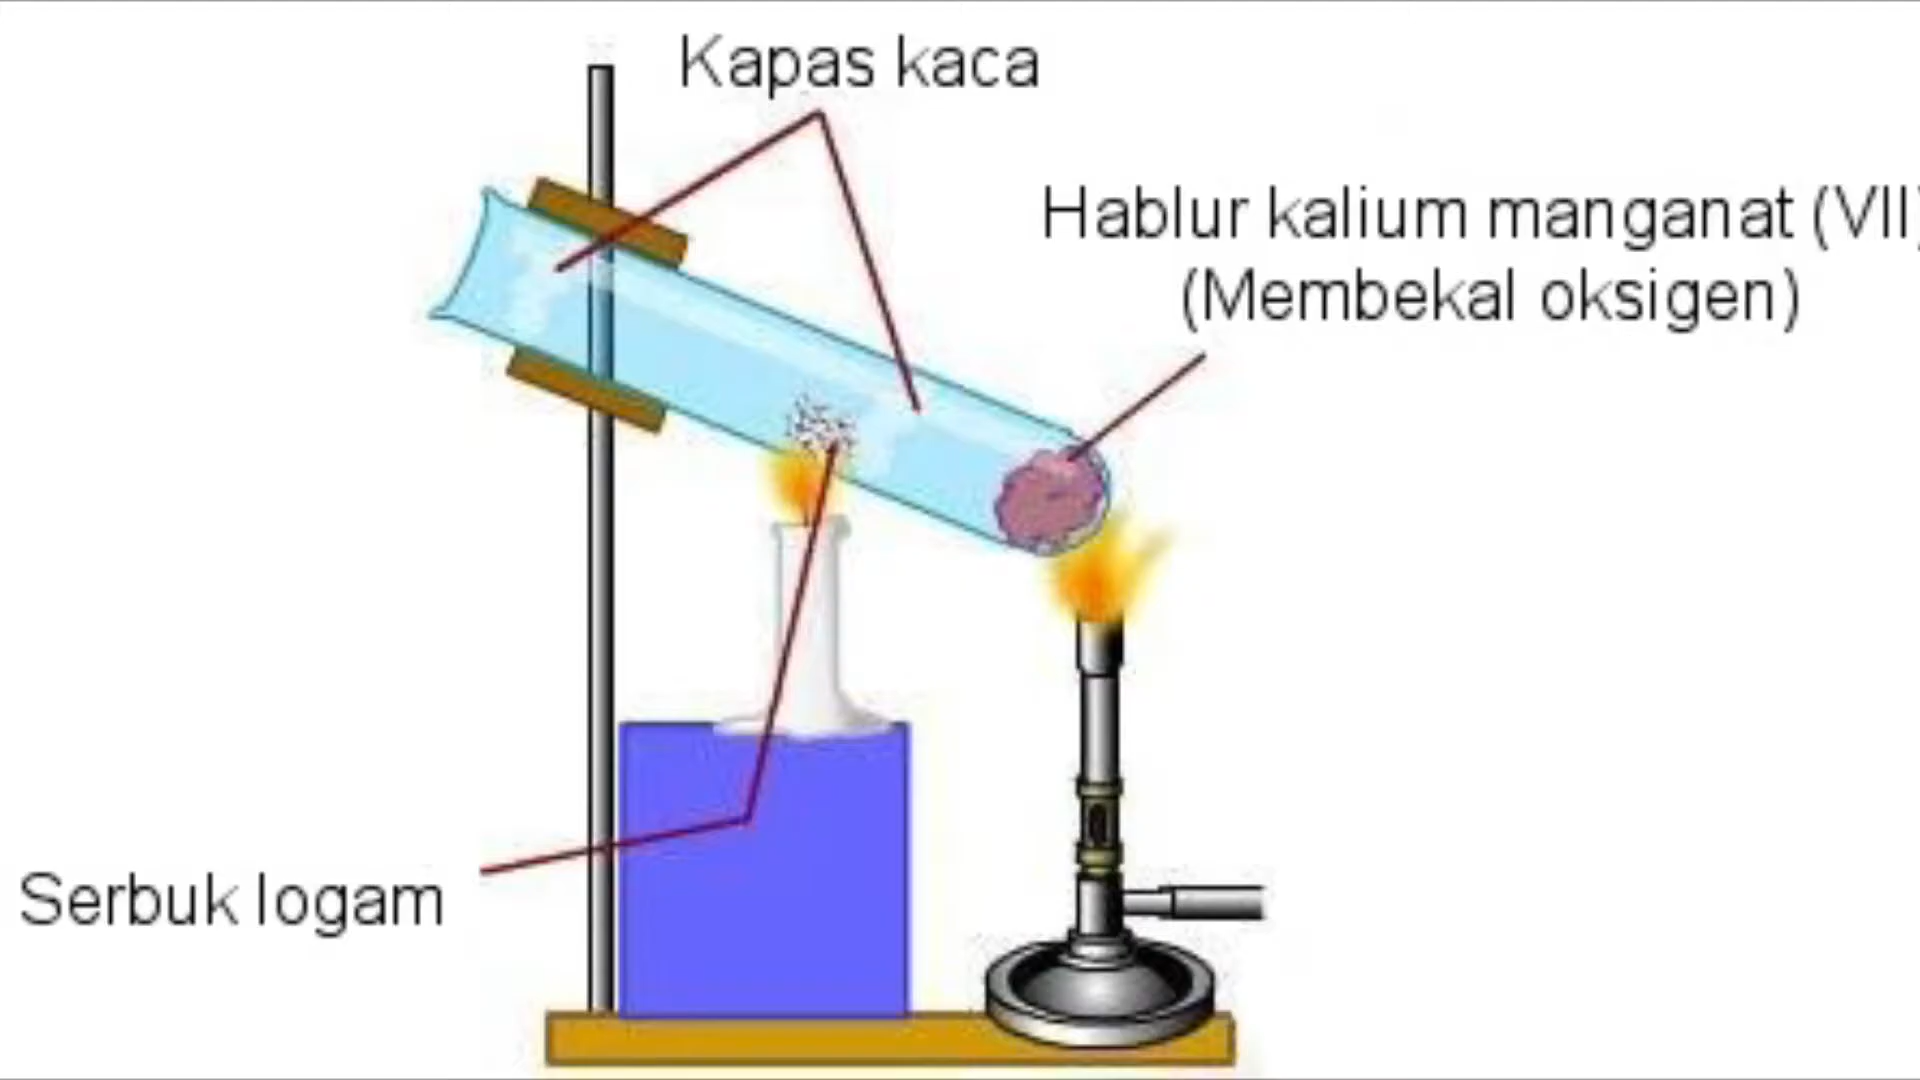 Kapas kaca
Hablur kalium manganat (VII)
(Membekal oksigen)
Serbuk logam